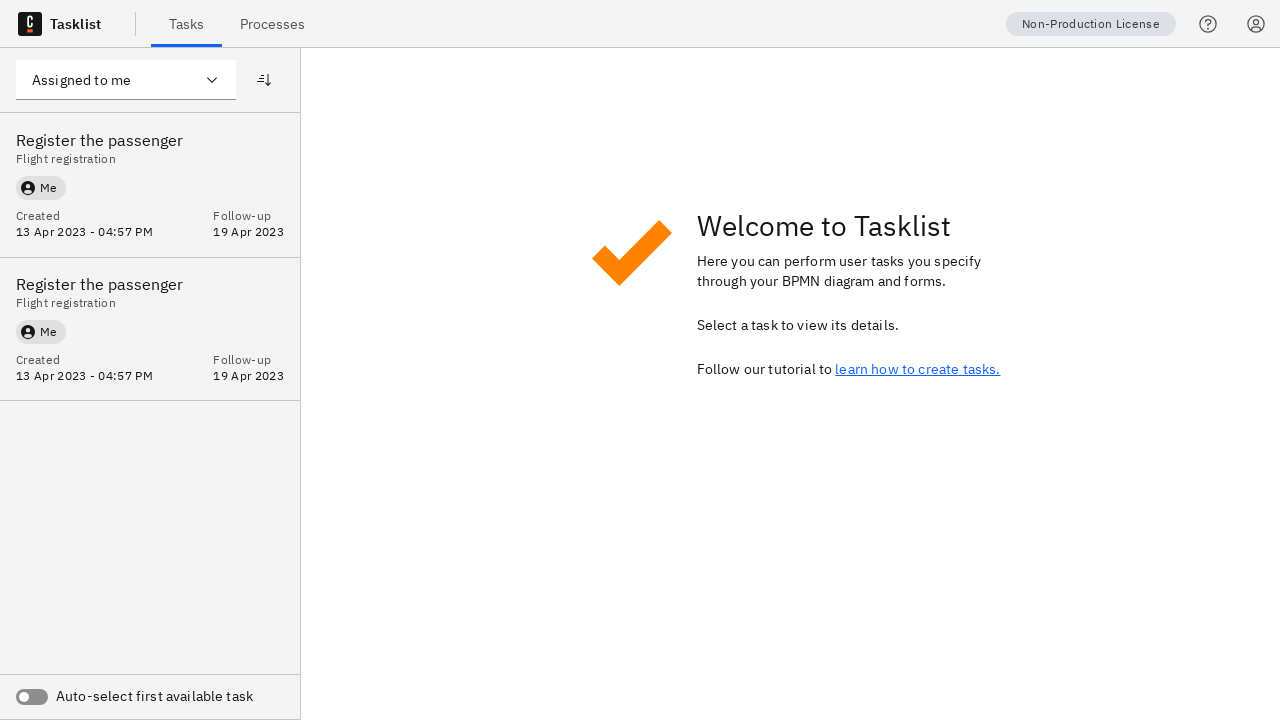 Tasklist
Tasks
Processes
Non-Production License
Assigned to me
Register the passenger
Flight registration
Me
Created
Follow-up
13 Apr 2023 - 04:57 PM
19 Apr 2023
Register the passenger
Flight registration
Me
Created
Follow-up
13 Apr 2023 - 04:57 PM
19 Apr 2023
Auto-select first available task
Welcome to Tasklist
Here you can perform user tasks you specify
through your BPMN diagram and forms.
Select a task to view its details.
Follow our tutorial to learn how to create tasks.